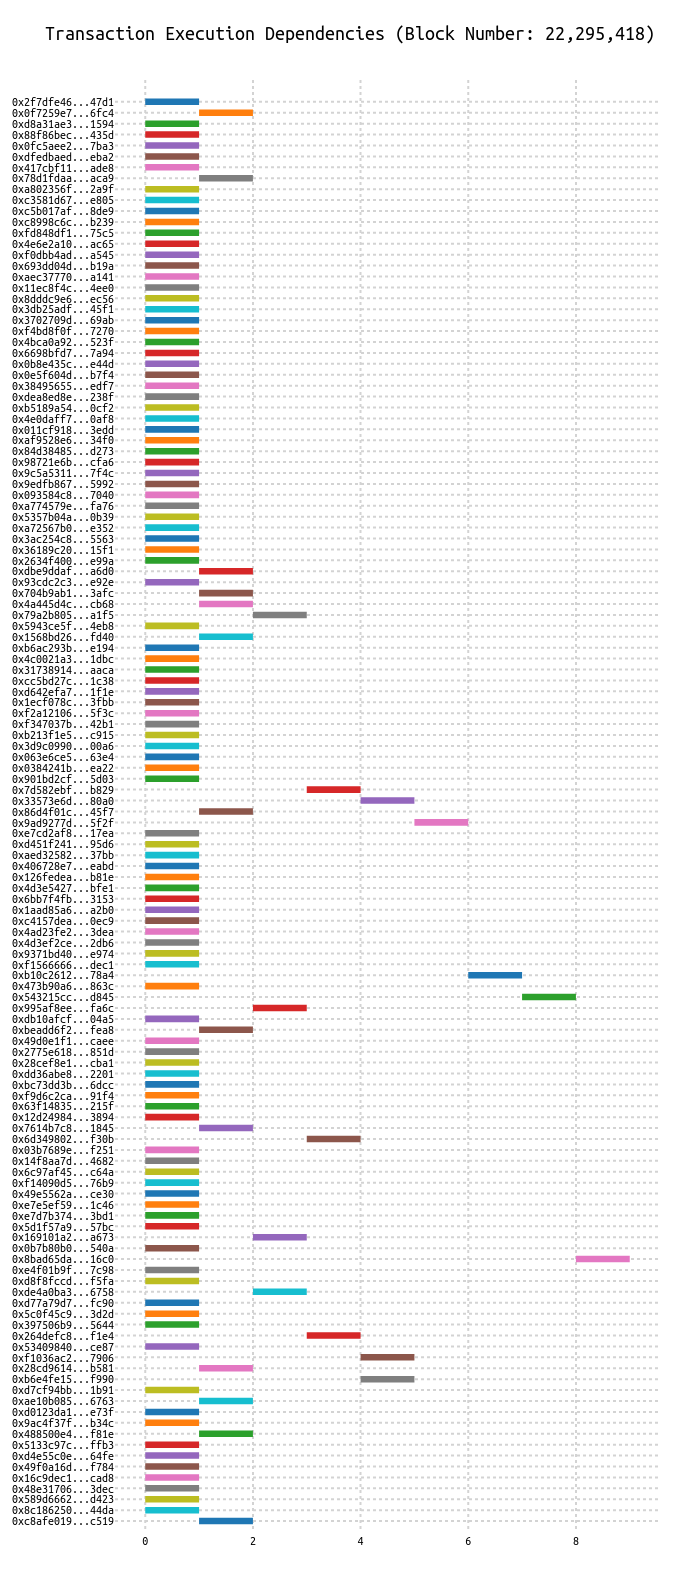 Transaction Execution Dependencies (Block Number: 22,295,418)
0x2f7dfe46...47d1
0x0f7259e7...6fc4
0xd8a31ae3...1594
0x88f86bec...435d
0x0fc5aee2...7ba3
0xdfedbaed...eba2
0x417cbf11...ade8
0x78d1fdaa...aca9
0xa802356f...2a9f
0xc3581d67...e805
0xc5b017af...8de9
0xc8998c6c...b239
0xfd848df1...75c5
0x4e6e2a10...ac65
0xf0dbb4ad...a545
0x693dd04d...b19a
0xaec37770...a141
0x11ec8f4c...4ee0
0x8dddc9e6...ec56
0x3db25adf...45f1
0x3702709d...69ab
0xf4bd8f0f...7270
0x4bca0a92...523f
0x6698bfd7...7a94
0x0b8e435c...e44d
0x0e5f604d...b7f4
0x38495655...edf7
0xdea8ed8e...238f
0xb5189a54...0cf2
0x4e0daff7...0af8
0x011cf918...3edd
0xaf9528e6...34f0
0x84d38485...d273
0x98721e6b...cfa6
0x9c5a5311...7f4c
0x9edfb867...5992
0x093584c8...7040
0xa774579e...fa76
0x5357b04a...0b39
0xa72567b0...e352
0x3ac254c8...5563
0x36189c20...15f1
0x2634f400...e99a
0xdbe9ddaf...a6d0
0x93cdc2c3...e92e
0x704b9ab1...3afc
0x4a445d4c...cb68
0x79a2b805...a1f5
0x5943ce5f...4eb8
0x1568bd26...fd40
0xb6ac293b...e194
0x4c0021a3...1dbc
0x31738914...aaca
0xcc5bd27c...1c38
0xd642efa7...1f1e
0x1ecf078c...3fbb
0xf2a12106...5f3c
0xf347037b...42b1
0xb213f1e5...c915
0x3d9c0990...00a6
0x063e6ce5...63e4
0x0384241b...ea22
0x901bd2cf...5d03
0x7d582ebf...b829
0x33573e6d...80a0
0x86d4f01c...45f7
0x9ad9277d...5f2f
0xe7cd2af8...17ea
0xd451f241...95d6
0xaed32582...37bb
0x406728e7...eabd
0x126fedea...b81e
0x4d3e5427...bfe1
0x6bb7f4fb...3153
0x1aad85a6...a2b0
0xc4157dea...0ec9
0x4ad23fe2...3dea
0x4d3ef2ce...2db6
0x9371bd40...e974
0xf1566666...dec1
0xb10c2612...78a4
0x473b90a6...863c
0x543215cc...d845
0x995af8ee...fa6c
0xdb10afcf...04a5
0xbeadd6f2...fea8
0x49d0e1f1...caee
0x2775e618...851d
0x28cef8e1...cba1
0xdd36abe8...2201
0xbc73dd3b...6dcc
0xf9d6c2ca...91f4
0x63f14835...215f
0x12d24984...3894
0x7614b7c8...1845
0x6d349802...f30b
0x03b7689e...f251
0x14f8aa7d...4682
0x6c97af45...c64a
0xf14090d5...76b9
0x49e5562a...ce30
0xe7e5ef59...1c46
0xe7d7b374...3bd1
0x5d1f57a9...57bc
0x169101a2...a673
0x0b7b80b0...540a
0x8bad65da...16c0
0xe4f01b9f...7c98
0xd8f8fccd...f5fa
0xde4a0ba3...6758
0xd77a79d7...fc90
0x5c0f45c9...3d2d
0x397506b9...5644
0x264defc8...f1e4
0x53409840...ce87
0xf1036ac2...7906
0x28cd9614...b581
0xb6e4fe15...f990
0xd7cf94bb...1b91
0xae10b085...6763
0xd0123da1...e73f
0x9ac4f37f...b34c
0x488500e4...f81e
0x5133c97c...ffb3
0xd4e55c0e...64fe
0x49f0a16d...f784
0x16c9dec1...cad8
0x48e31706...3dec
0x589d6662...d423
0x8c186250...44da
0xc8afe019...c519
0 2 4 6 8